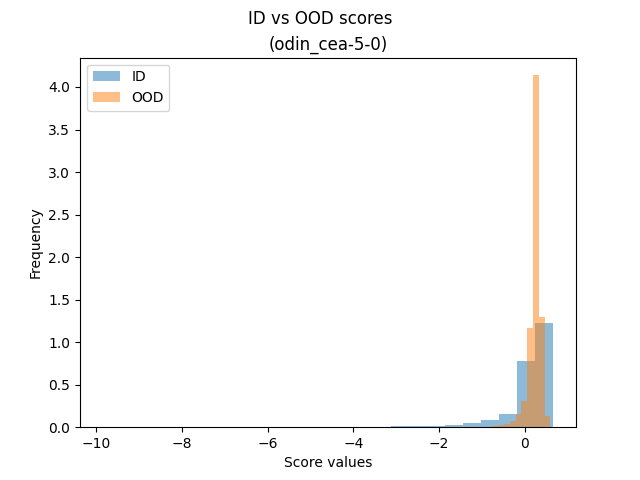 ID vs OOD scores
(odin_cea-5-0)
ID
OOD
4.0
3.5
3.0
2.5
2.0
1.5
1.0
0.5
0.0
Frequency
−10
−8
−6
−4
−2
0
Score values